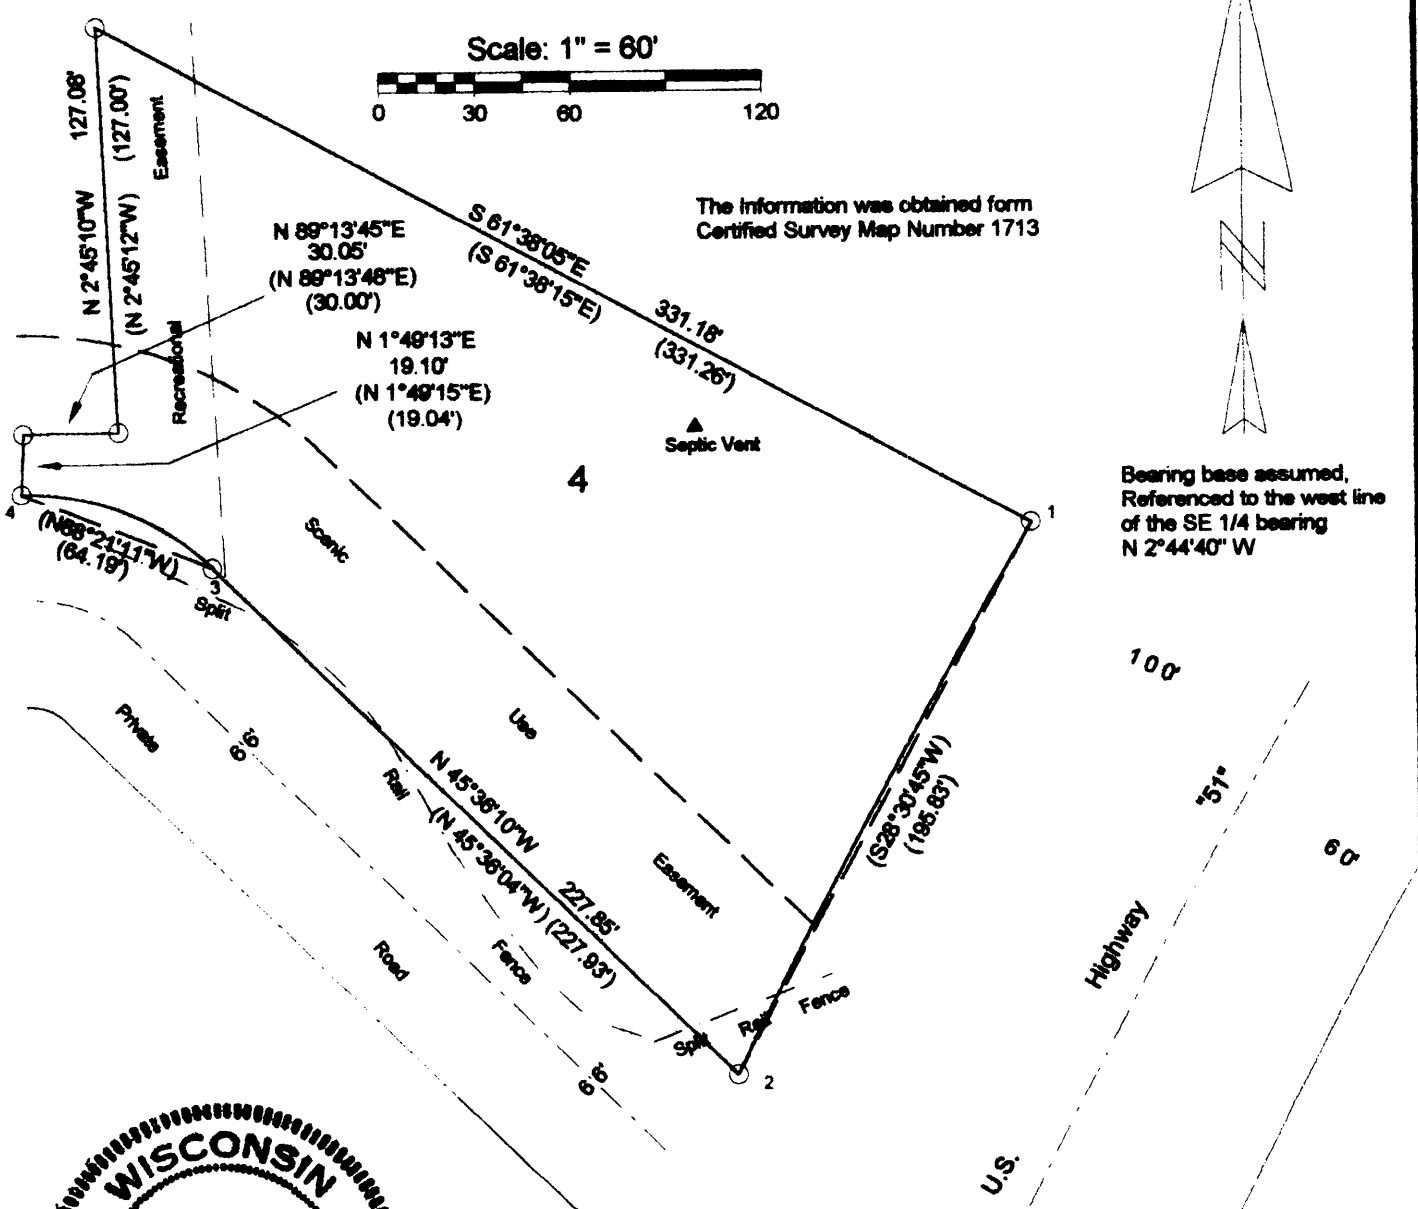 Scale: 1" = 60'
0 30 60 120
127.08'
(127.00')
N 2°45'10"W
(N 2°45'12"W)
Easement
Recreational
The Information was obtained form
Certified Survey Map Number 1713
N 89°13'45"E
30.05'
(N 89°13'48"E)
(30.00')
S 61°38'05"E
(S 61°38'15"E)
331.18'
(331.26')
N
N 1°49'13"E
19.10'
(N 1°49'15"E)
(19.04')
Septic Vent
4
Bearing base assumed,
Referenced to the west line
of the SE 1/4 bearing
N 2°44'40" W
1
4
(N68°21'11"W)
(64.19')
3
Scenic
Use
Easement
Split
Rail
Fence
Private
Road
66'
66'
N 45°36'10"W
227.85'
(N 45°36'04"W) (227.93')
(S28°30'45"W)
(195.83')
100'
"51"
60'
Highway
U.S.
Split Rail Fence
2
WISCONSIN